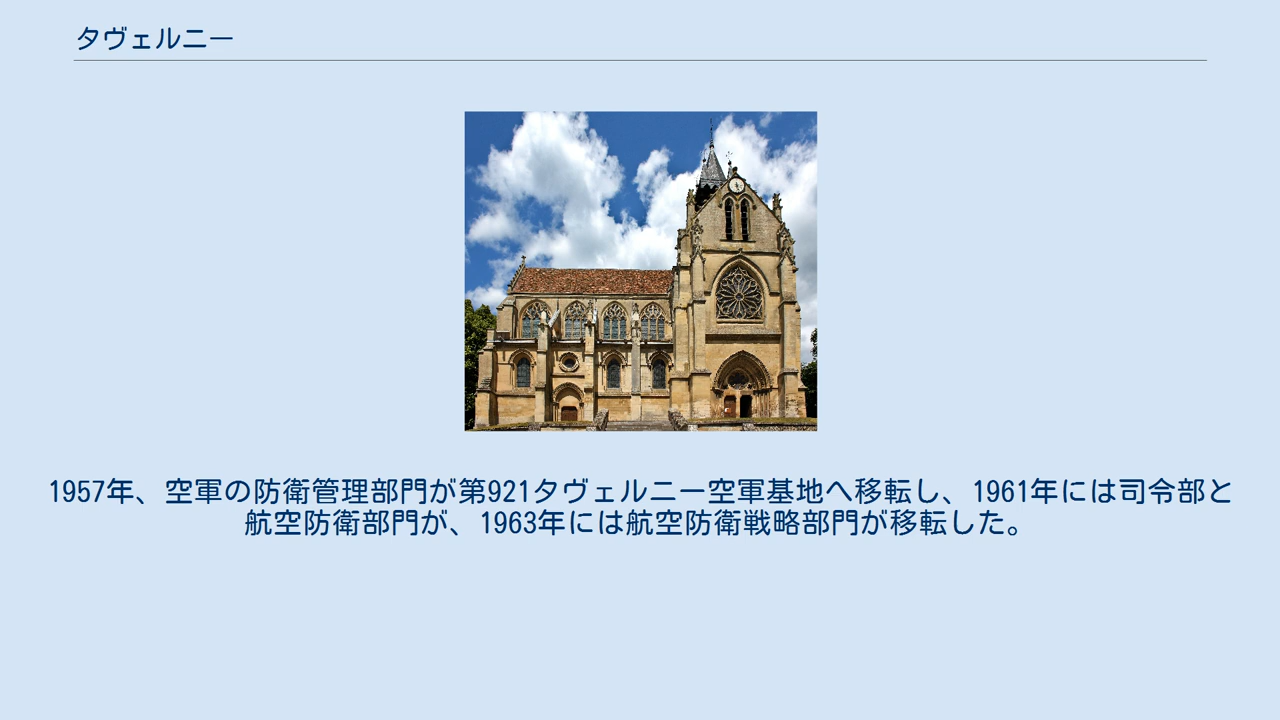 タヴェルニー
1957年、空軍の防衛管理部門が第921タヴェルニー空軍基地へ移転し、1961年には司令部と
航空防衛部門が、1963年には航空防衛戦略部門が移転した。